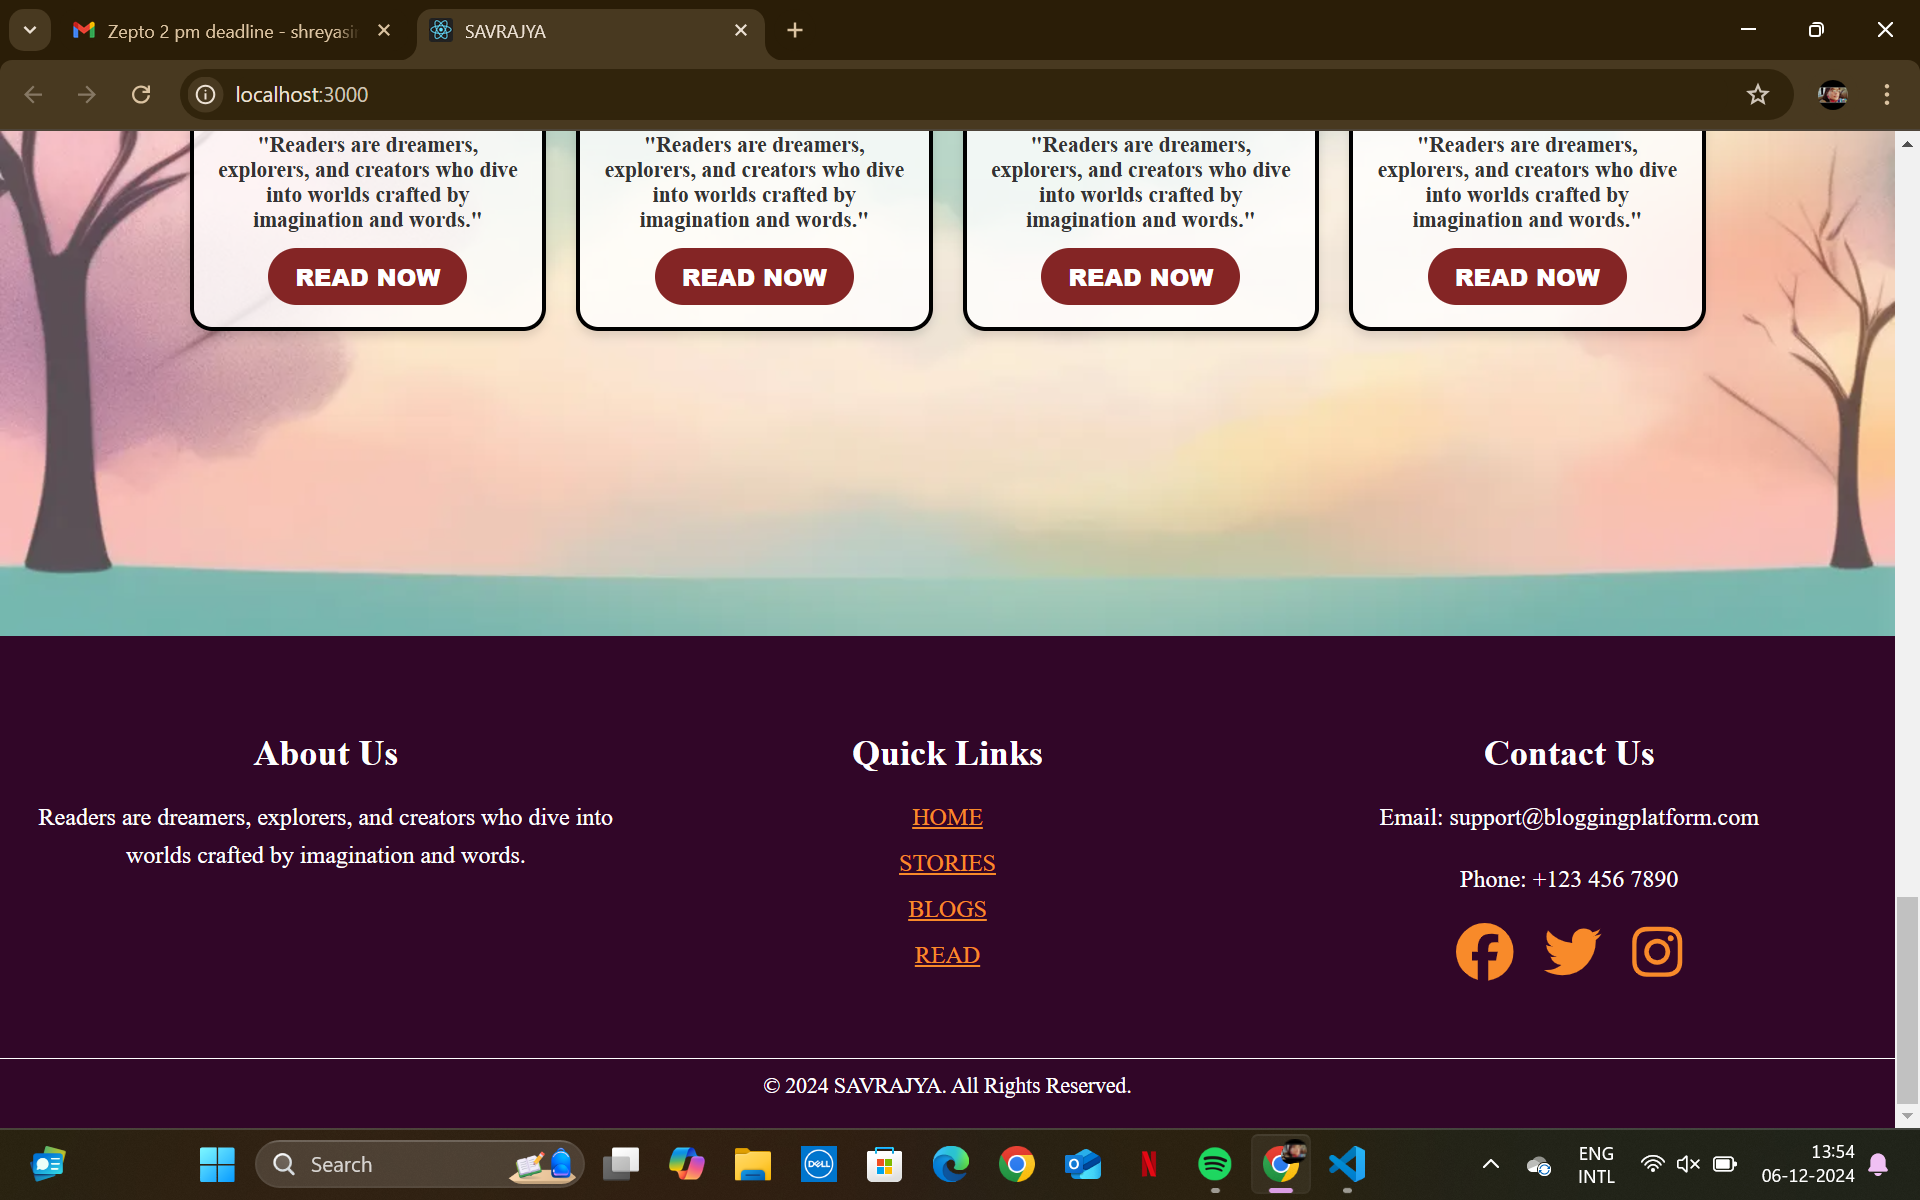 Zepto 2 pm deadline - shreyasi
SAVRAJYA
localhost:3000
"Readers are dreamers,
explorers, and creators who dive
into worlds crafted by
imagination and words."
READ NOW
"Readers are dreamers,
explorers, and creators who dive
into worlds crafted by
imagination and words."
READ NOW
"Readers are dreamers,
explorers, and creators who dive
into worlds crafted by
imagination and words."
READ NOW
"Readers are dreamers,
explorers, and creators who dive
into worlds crafted by
imagination and words."
READ NOW
About Us
Readers are dreamers, explorers, and creators who dive into
worlds crafted by imagination and words.
Quick Links
HOME
STORIES
BLOGS
READ
Contact Us
Email: support@bloggingplatform.com
Phone: +123 456 7890
© 2024 SAVRAJYA. All Rights Reserved.
Search
DELL
ENG
INTL
13:54
06-12-2024